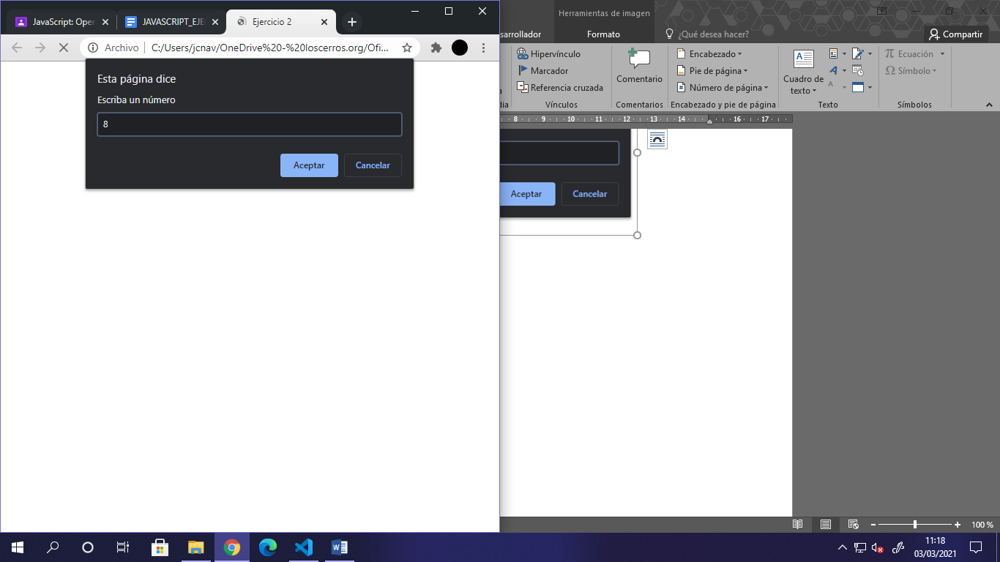 JavaScript: Oper
JAVASCRIPT_EJE
Ejercicio 2
Archivo
C:/Users/jcnav/OneDrive%20-%20loscerros.org/Ofi...
Esta página dice
Escriba un número
8
Aceptar
Cancelar
Herramientas de imagen
sarrollador
Formato
¿Qué desea hacer?
Compartir
Hipervínculo
Marcador
Referencia cruzada
Vínculos
Comentario
Comentarios
Encabezado
Pie de página
Número de página
Encabezado y pie de página
Cuadro de
texto
Texto
Ecuación
Símbolo
Símbolos
dia
a
8 9 10 11 12 13 14 16 17
Aceptar
Cancelar
100 %
11:18
03/03/2021